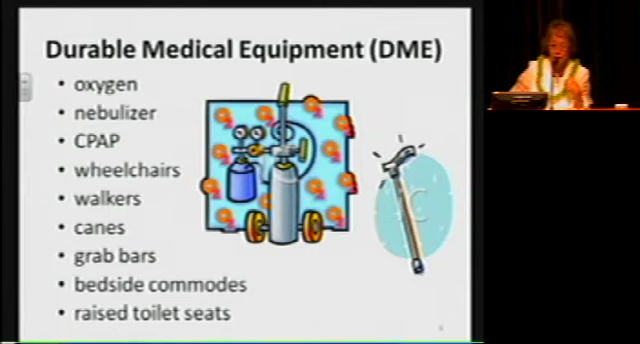 Durable Medical Equipment (DME)
• oxygen
• nebulizer
• CPAP
• wheelchairs
• walkers
• canes
• grab bars
• bedside commodes
• raised toilet seats